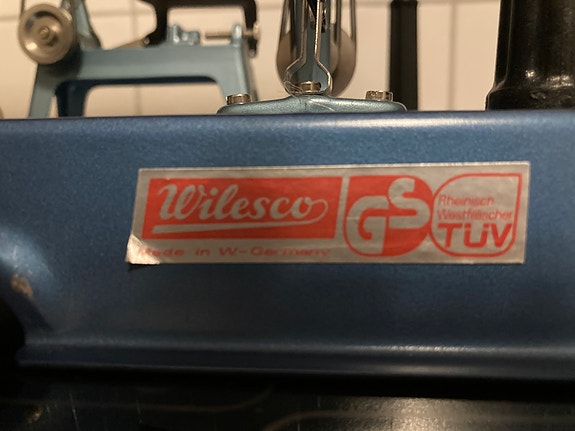 Wilesco
Made in W-Germany
GS
Rheinisch
Westfälischer
TÜV